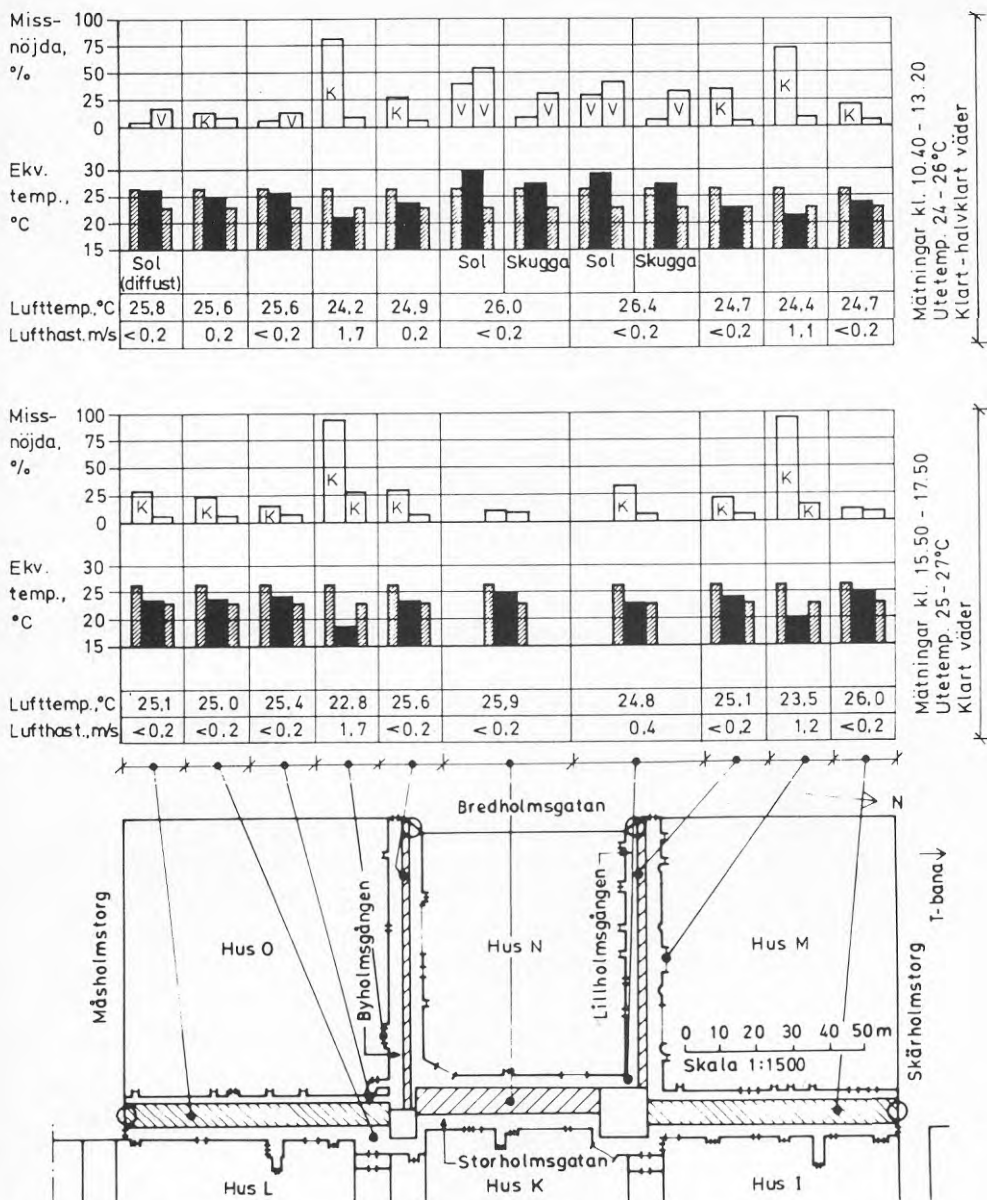 Miss-
nöjda,
%
100
75
50
25
0
V
K
V
K
K
V
V
V
V
V
V
K
K
K
Ekv.
temp.,
°C
30
25
20
15
Sol
(diffust)
Sol
Skugga
Sol
Skugga
Lufttemp.,°C 25,8 25,6 25,6 24,2 24,9 26,0 26,4 24,7 24,4 24,7
Lufthast.m/s <0,2 0,2 <0,2 1,7 0,2 <0,2 <0,2 <0,2 1,1 <0,2
Mätningar kl. 10.40 - 13.20
Utetemp. 24 - 26°C
Klart - halvklart väder
Miss-
nöjda,
%
100
75
50
25
0
K
K
K
K
K
K
K
K
K
K
Ekv.
temp.,
°C
30
25
20
15
Lufttemp.,°C 25,1 25,0 25,4 22,8 25,6 25,9 24,8 25,1 23,5 26,0
Lufthast.,m/s <0,2 <0,2 <0,2 1,7 <0,2 <0,2 0,4 <0,2 1,2 <0,2
Mätningar kl. 15.50 - 17.50
Utetemp. 25 - 27°C
Klart väder
Bredholmsgatan
N
T-bana
Måsholmstorg
Hus O
Byholmsgången
Hus N
Lillholmsgången
Hus M
Skärholmstorg
0 10 20 30 40 50 m
Skala 1:1500
Storholmsgatan
Hus L
Hus K
Hus I